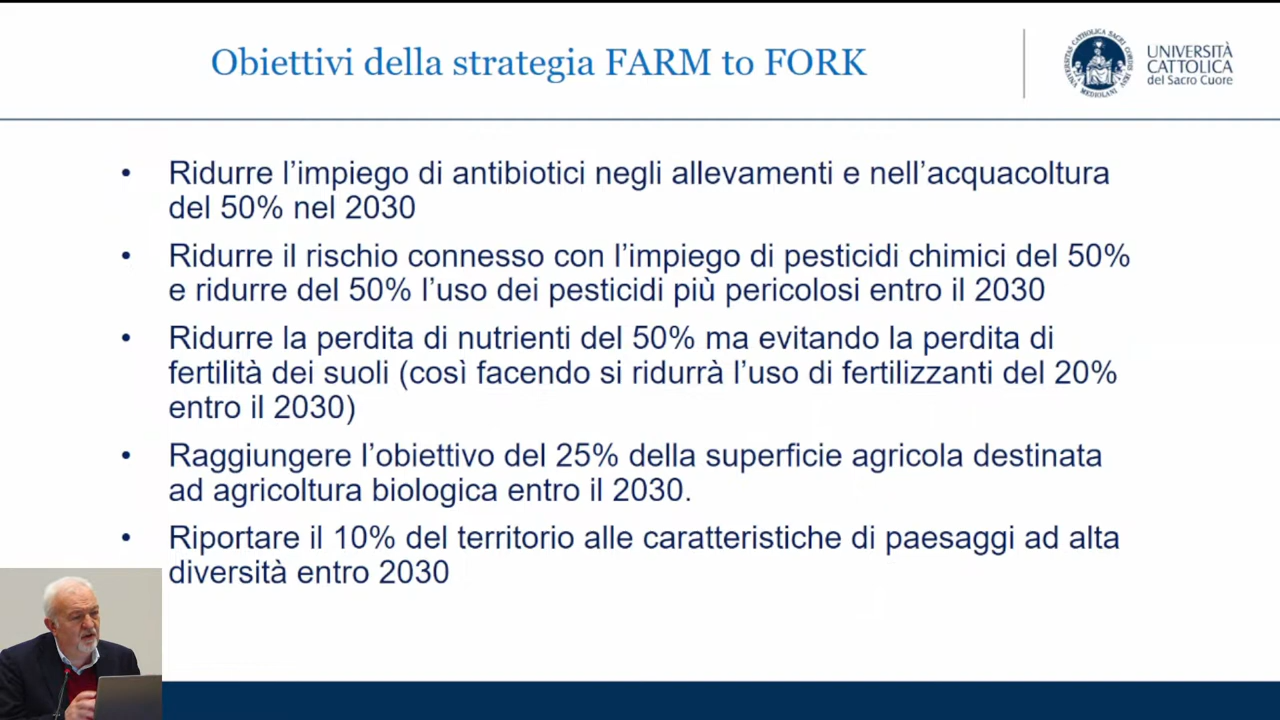 Obiettivi della strategia FARM to FORK
UNIVERSITÀ
CATTOLICA
del Sacro Cuore
• Ridurre l’impiego di antibiotici negli allevamenti e nell’acquacoltura
del 50% nel 2030
• Ridurre il rischio connesso con l’impiego di pesticidi chimici del 50%
e ridurre del 50% l’uso dei pesticidi più pericolosi entro il 2030
• Ridurre la perdita di nutrienti del 50% ma evitando la perdita di
fertilità dei suoli (così facendo si ridurrà l’uso di fertilizzanti del 20%
entro il 2030)
• Raggiungere l’obiettivo del 25% della superficie agricola destinata
ad agricoltura biologica entro il 2030.
• Riportare il 10% del territorio alle caratteristiche di paesaggi ad alta
diversità entro 2030